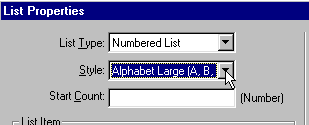 List Properties
List Type: Numbered List
Style: Alphabet Large (A, B,
Start Count: (Number)
List Item